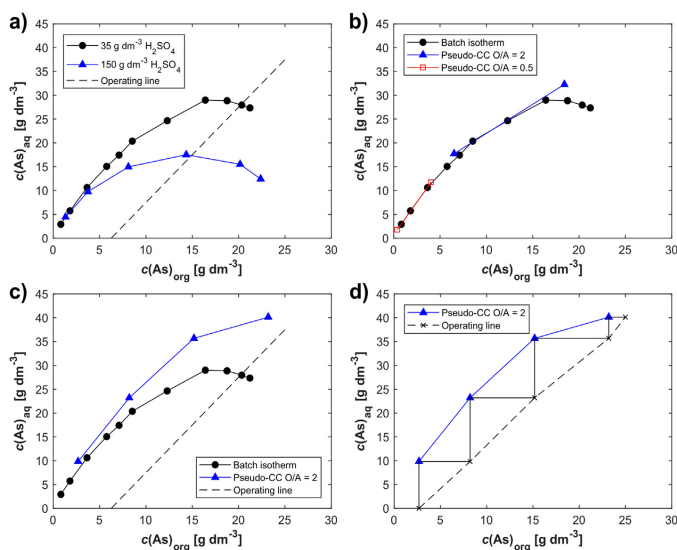 a)
45
40
35
30
25
20
15
10
5
0
0 5 10 15 20 25 30
c(As)aq [g dm⁻³]
c(As)org [g dm⁻³]
35 g dm⁻³ H₂SO₄
150 g dm⁻³ H₂SO₄
Operating line
b)
45
40
35
30
25
20
15
10
5
0
0 5 10 15 20 25 30
c(As)aq [g dm⁻³]
c(As)org [g dm⁻³]
Batch isotherm
Pseudo-CC O/A = 2
Pseudo-CC O/A = 0.5
c)
45
40
35
30
25
20
15
10
5
0
0 5 10 15 20 25 30
c(As)aq [g dm⁻³]
c(As)org [g dm⁻³]
Batch isotherm
Pseudo-CC O/A = 2
Operating line
d)
45
40
35
30
25
20
15
10
5
0
0 5 10 15 20 25 30
c(As)aq [g dm⁻³]
c(As)org [g dm⁻³]
Pseudo-CC O/A = 2
Operating line